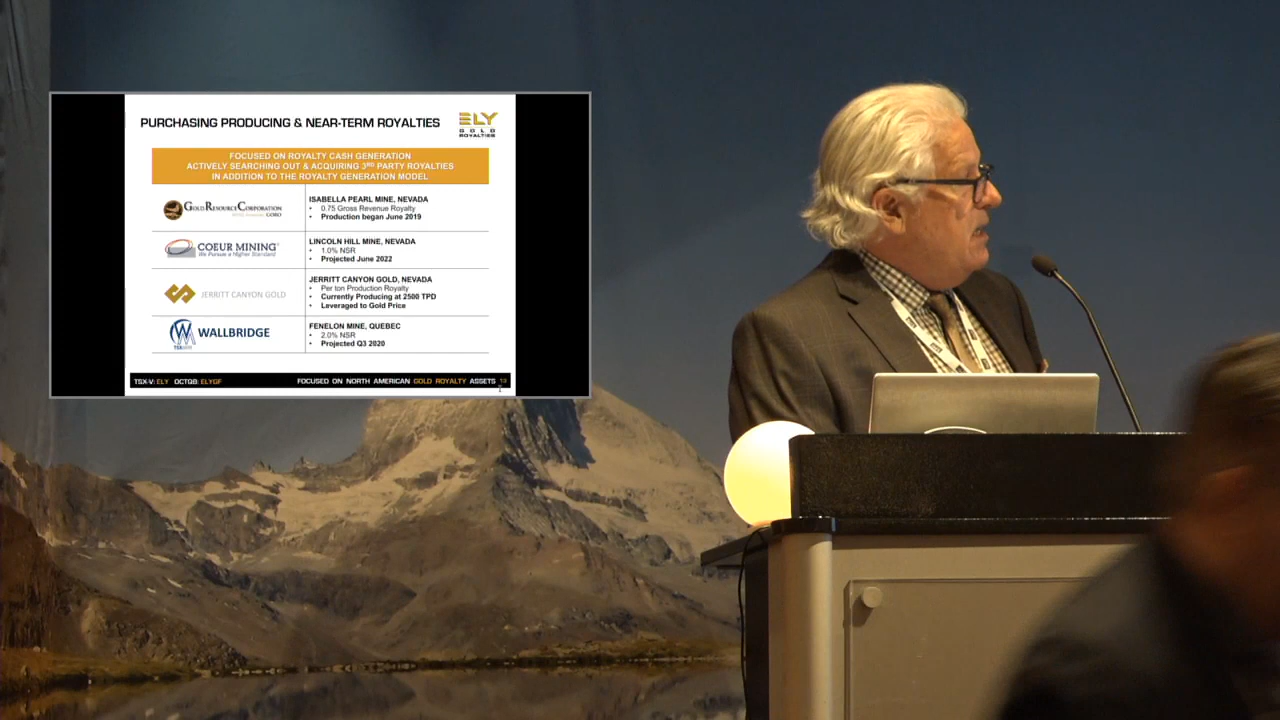 PURCHASING PRODUCING & NEAR-TERM ROYALTIES
ELY
GOLD
ROYALTIES
FOCUSED ON ROYALTY CASH GENERATION
ACTIVELY SEARCHING OUT & ACQUIRING 3RD PARTY ROYALTIES
IN ADDITION TO THE ROYALTY GENERATION MODEL
GOLD RESOURCE CORPORATION
GORO
ISABELLA PEARL MINE, NEVADA
• 0.75 Gross Revenue Royalty
• Production began June 2019
COEUR MINING
We Pursue a Higher Standard
LINCOLN HILL MINE, NEVADA
• 1.0% NSR
• Projected June 2022
JERRITT CANYON GOLD
JERRITT CANYON GOLD, NEVADA
• Per ton Production Royalty
• Currently Producing at 2500 TPD
• Leveraged to Gold Price
WALLBRIDGE
FENELON MINE, QUEBEC
• 2.0% NSR
• Projected Q3 2020
TSX-V: ELY OCTQB: ELYGF
FOCUSED ON NORTH AMERICAN GOLD ROYALTY ASSETS